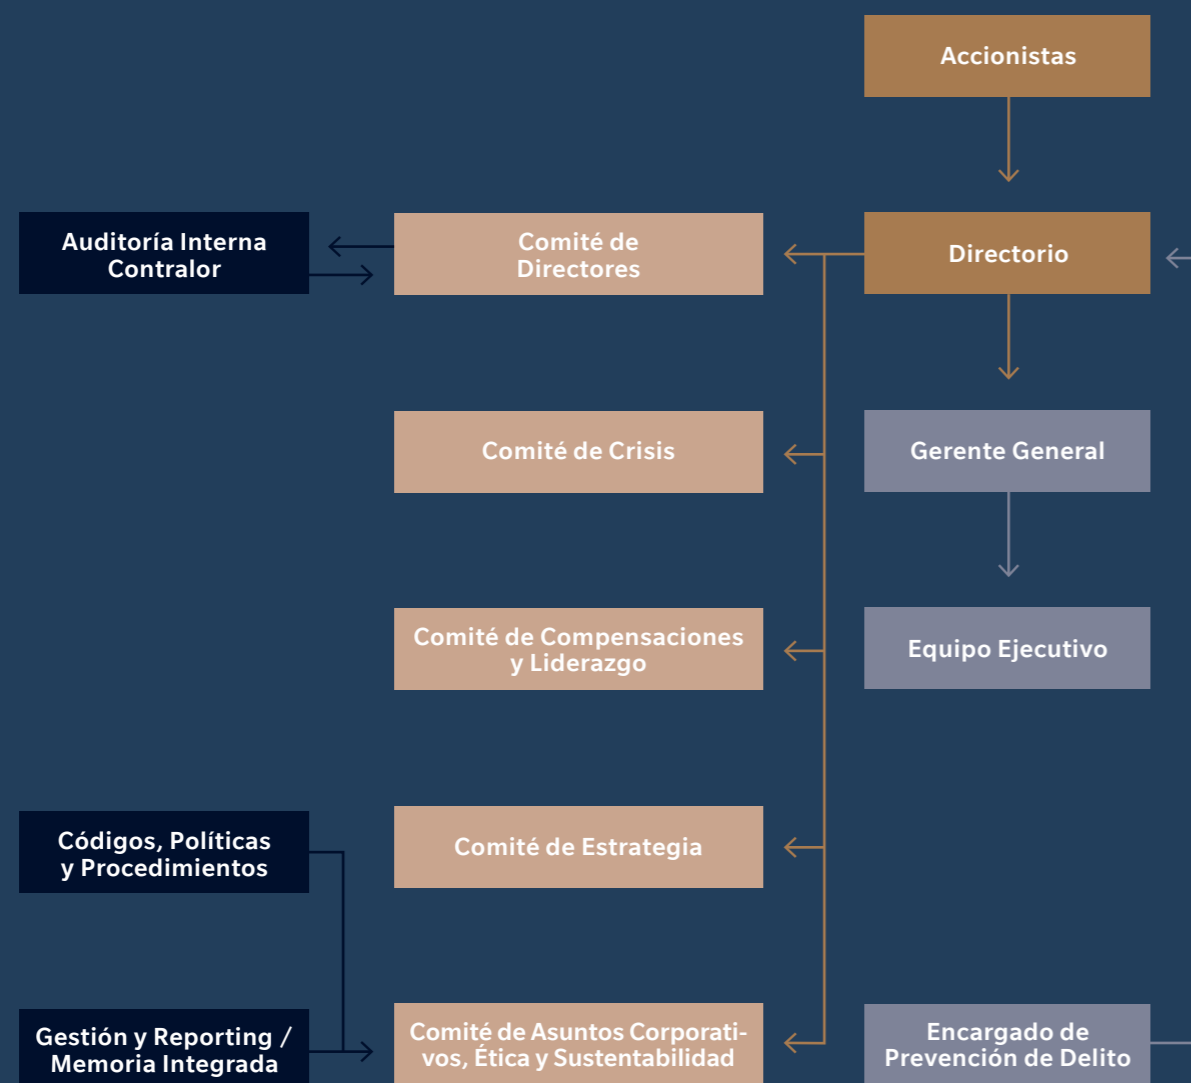 Accionistas
Auditoría Interna
Contralor
Comité de
Directores
Directorio
Comité de Crisis
Gerente General
Comité de Compensaciones
y Liderazgo
Equipo Ejecutivo
Códigos, Políticas
y Procedimientos
Comité de Estrategia
Gestión y Reporting /
Memoria Integrada
Comité de Asuntos Corporati-
vos, Ética y Sustentabilidad
Encargado de
Prevención de Delito